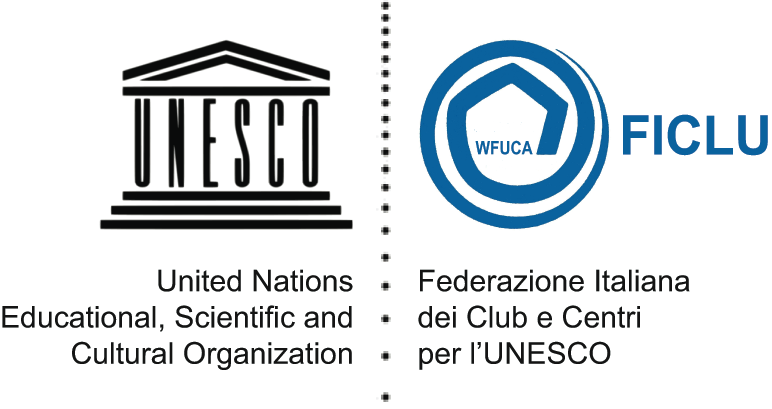 UNESCO
United Nations
Educational, Scientific and
Cultural Organization
WFUCA
FICLU
Federazione Italiana
dei Club e Centri
per l’UNESCO